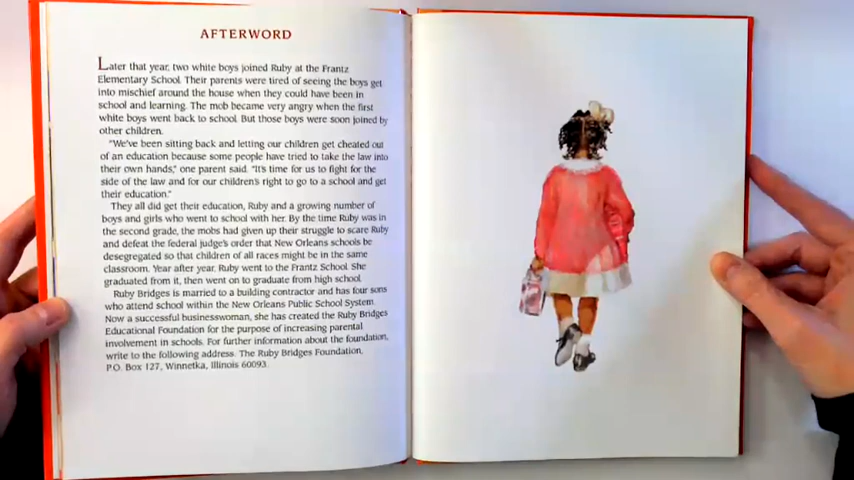 AFTERWORD
Later that year, two white boys joined Ruby at the Frantz
Elementary School. Their parents were tired of seeing the boys get
into mischief around the house when they could have been in
school and learning. The mob became very angry when the first
white boys went back to school. But those boys were soon joined by
other children.
"We've been sitting back and letting our children get cheated out
of an education because some people have tried to take the law into
their own hands," one parent said. "It's time for us to fight for the
side of the law and for our children's right to go to a school and get
their education."
They all did get their education, Ruby and a growing number of
boys and girls who went to school with her. By the time Ruby was in
the second grade, the mobs had given up their struggle to scare Ruby
and defeat the federal judge's order that New Orleans schools be
desegregated so that children of all races might be in the same
classroom. Year after year, Ruby went to the Frantz School. She
graduated from it, then went on to graduate from high school.
Ruby Bridges is married to a building contractor and has four sons
who attend school within the New Orleans Public School System.
Now a successful businesswoman, she has created the Ruby Bridges
Educational Foundation for the purpose of increasing parental
involvement in schools. For further information about the foundation,
write to the following address: The Ruby Bridges Foundation,
P.O. Box 127, Winnetka, Illinois 60093.